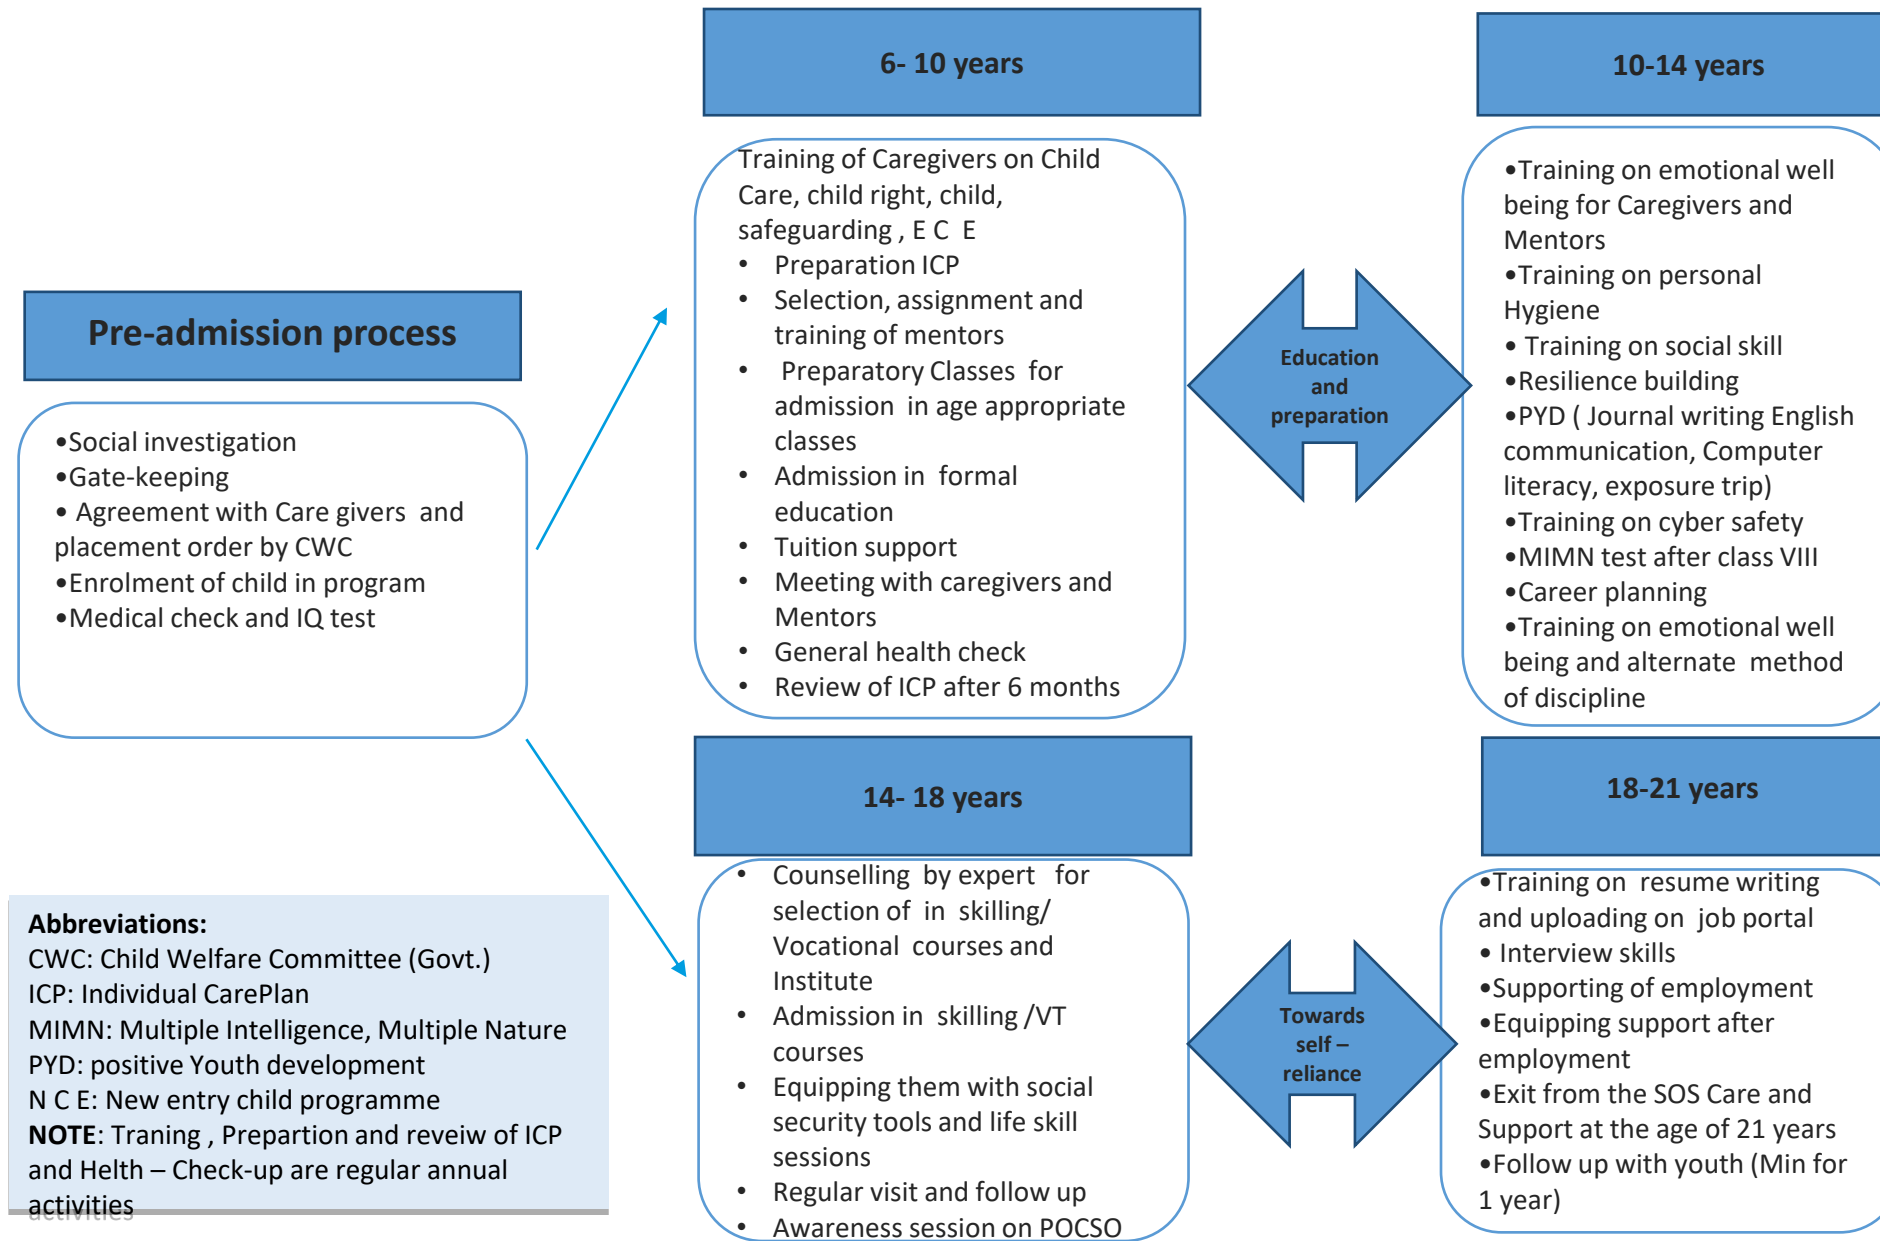 Pre-admission process
•Social investigation
•Gate-keeping
• Agreement with Care givers and
placement order by CWC
•Enrolment of child in program
•Medical check and IQ test
6- 10 years
Training of Caregivers on Child
Care, child right, child,
safeguarding , E C E
• Preparation ICP
• Selection, assignment and
training of mentors
• Preparatory Classes for
admission in age appropriate
classes
• Admission in formal
education
• Tuition support
• Meeting with caregivers and
Mentors
• General health check
• Review of ICP after 6 months
Education
and
preparation
10-14 years
•Training on emotional well
being for Caregivers and
Mentors
•Training on personal
Hygiene
• Training on social skill
•Resilience building
•PYD ( Journal writing English
communication, Computer
literacy, exposure trip)
•Training on cyber safety
•MIMN test after class VIII
•Career planning
•Training on emotional well
being and alternate method
of discipline
14- 18 years
• Counselling by expert for
selection of in skilling/
Vocational courses and
Institute
• Admission in skilling /VT
courses
• Equipping them with social
security tools and life skill
sessions
• Regular visit and follow up
• Awareness session on POCSO
Towards
self –
reliance
18-21 years
•Training on resume writing
and uploading on job portal
• Interview skills
•Supporting of employment
•Equipping support after
employment
•Exit from the SOS Care and
Support at the age of 21 years
•Follow up with youth (Min for
1 year)
Abbreviations:
CWC: Child Welfare Committee (Govt.)
ICP: Individual CarePlan
MIMN: Multiple Intelligence, Multiple Nature
PYD: positive Youth development
N C E: New entry child programme
NOTE: Traning , Prepartion and reveiw of ICP
and Helth – Check-up are regular annual
activities